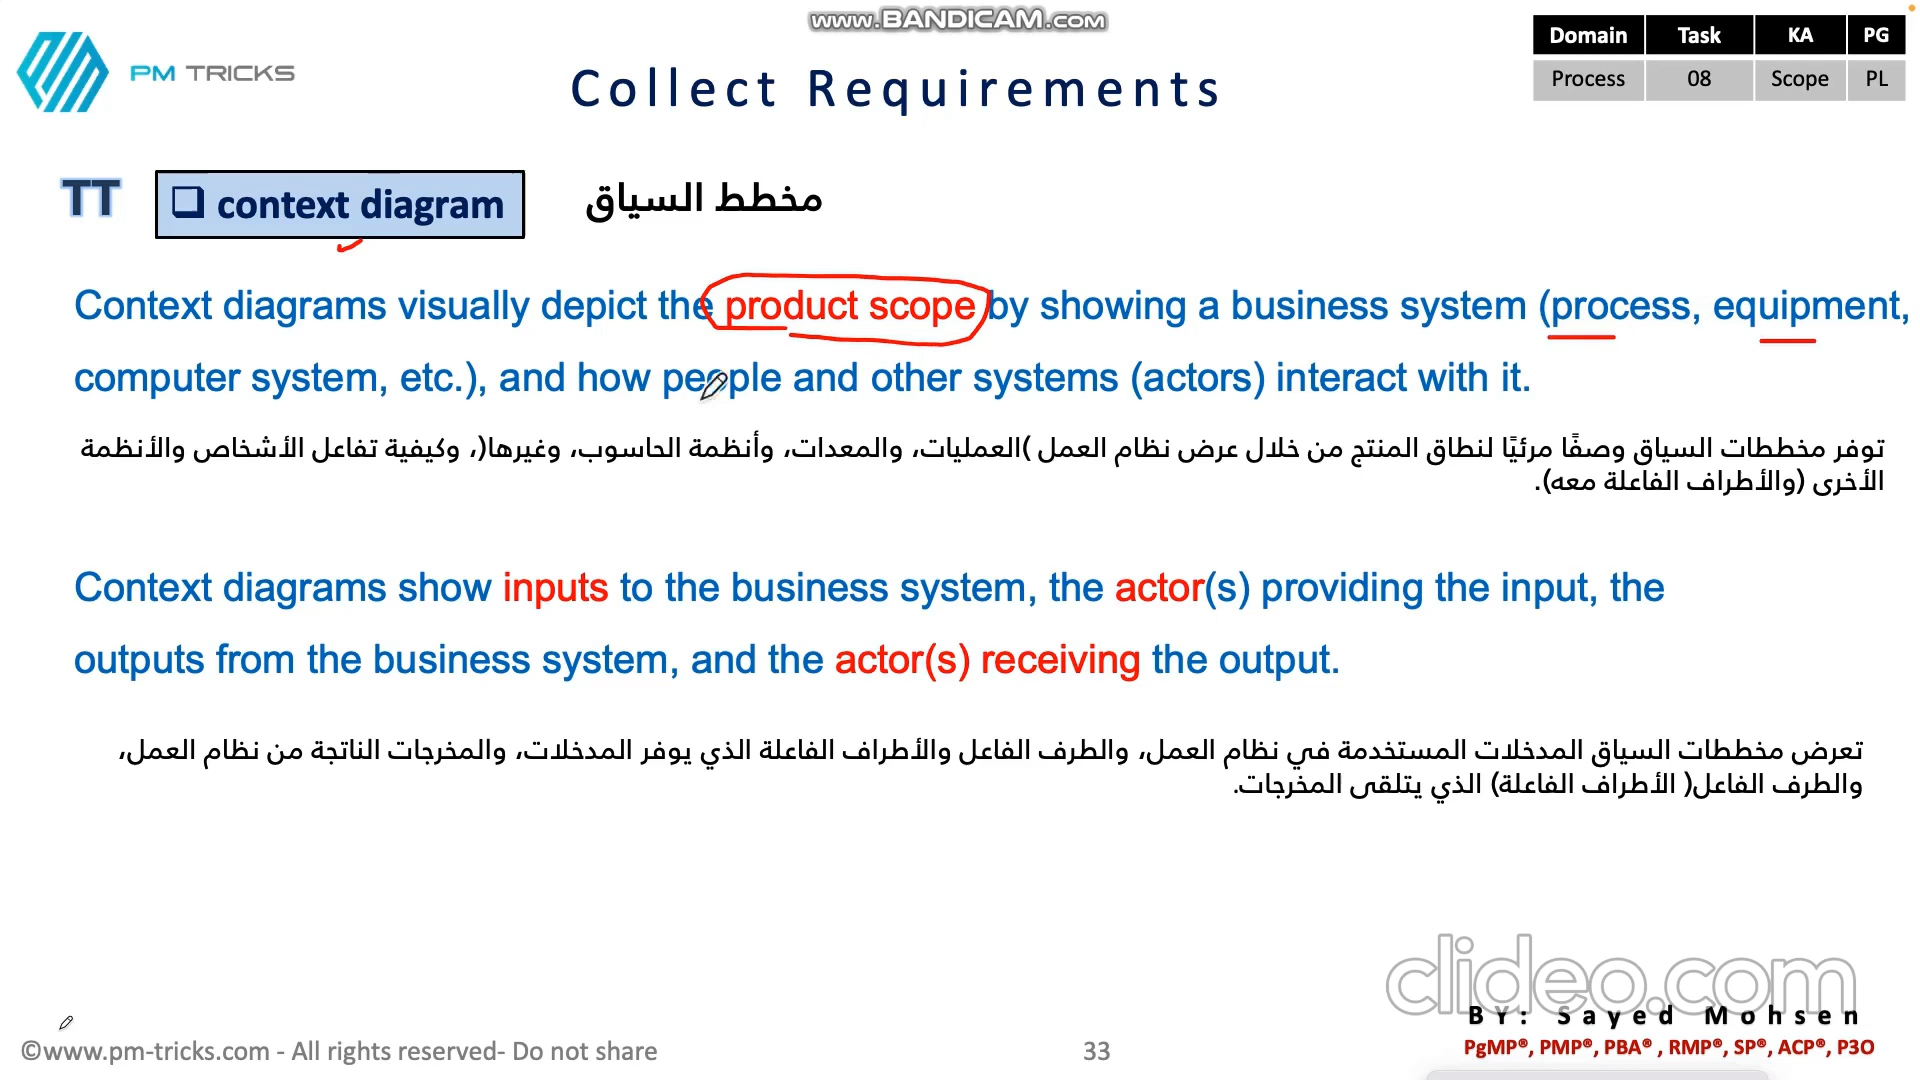 www.BANDICAM.com
PM TRICKS
Collect Requirements
Domain Task KA PG
Process 08 Scope PL
TT
❑ context diagram
مخطط السياق
Context diagrams visually depict the product scope by showing a business system (process, equipment,
computer system, etc.), and how people and other systems (actors) interact with it.
توفر مخططات السياق وصفًا مرئيًا لنطاق المنتج من خلال عرض نظام العمل )العمليات، والمعدات، وأنظمة الحاسوب، وغيرها(، وكيفية تفاعل الأشخاص والأنظمة
الأخرى (والأطراف الفاعلة معه).
Context diagrams show inputs to the business system, the actor(s) providing the input, the
outputs from the business system, and the actor(s) receiving the output.
تعرض مخططات السياق المدخلات المستخدمة في نظام العمل، والطرف الفاعل والأطراف الفاعلة الذي يوفر المدخلات، والمخرجات الناتجة من نظام العمل،
والطرف الفاعل( الأطراف الفاعلة) الذي يتلقى المخرجات.
clideo.com
BY: Sayed Mohsen
PgMP®, PMP®, PBA® , RMP®, SP®, ACP®, P3O
©www.pm-tricks.com - All rights reserved- Do not share
33